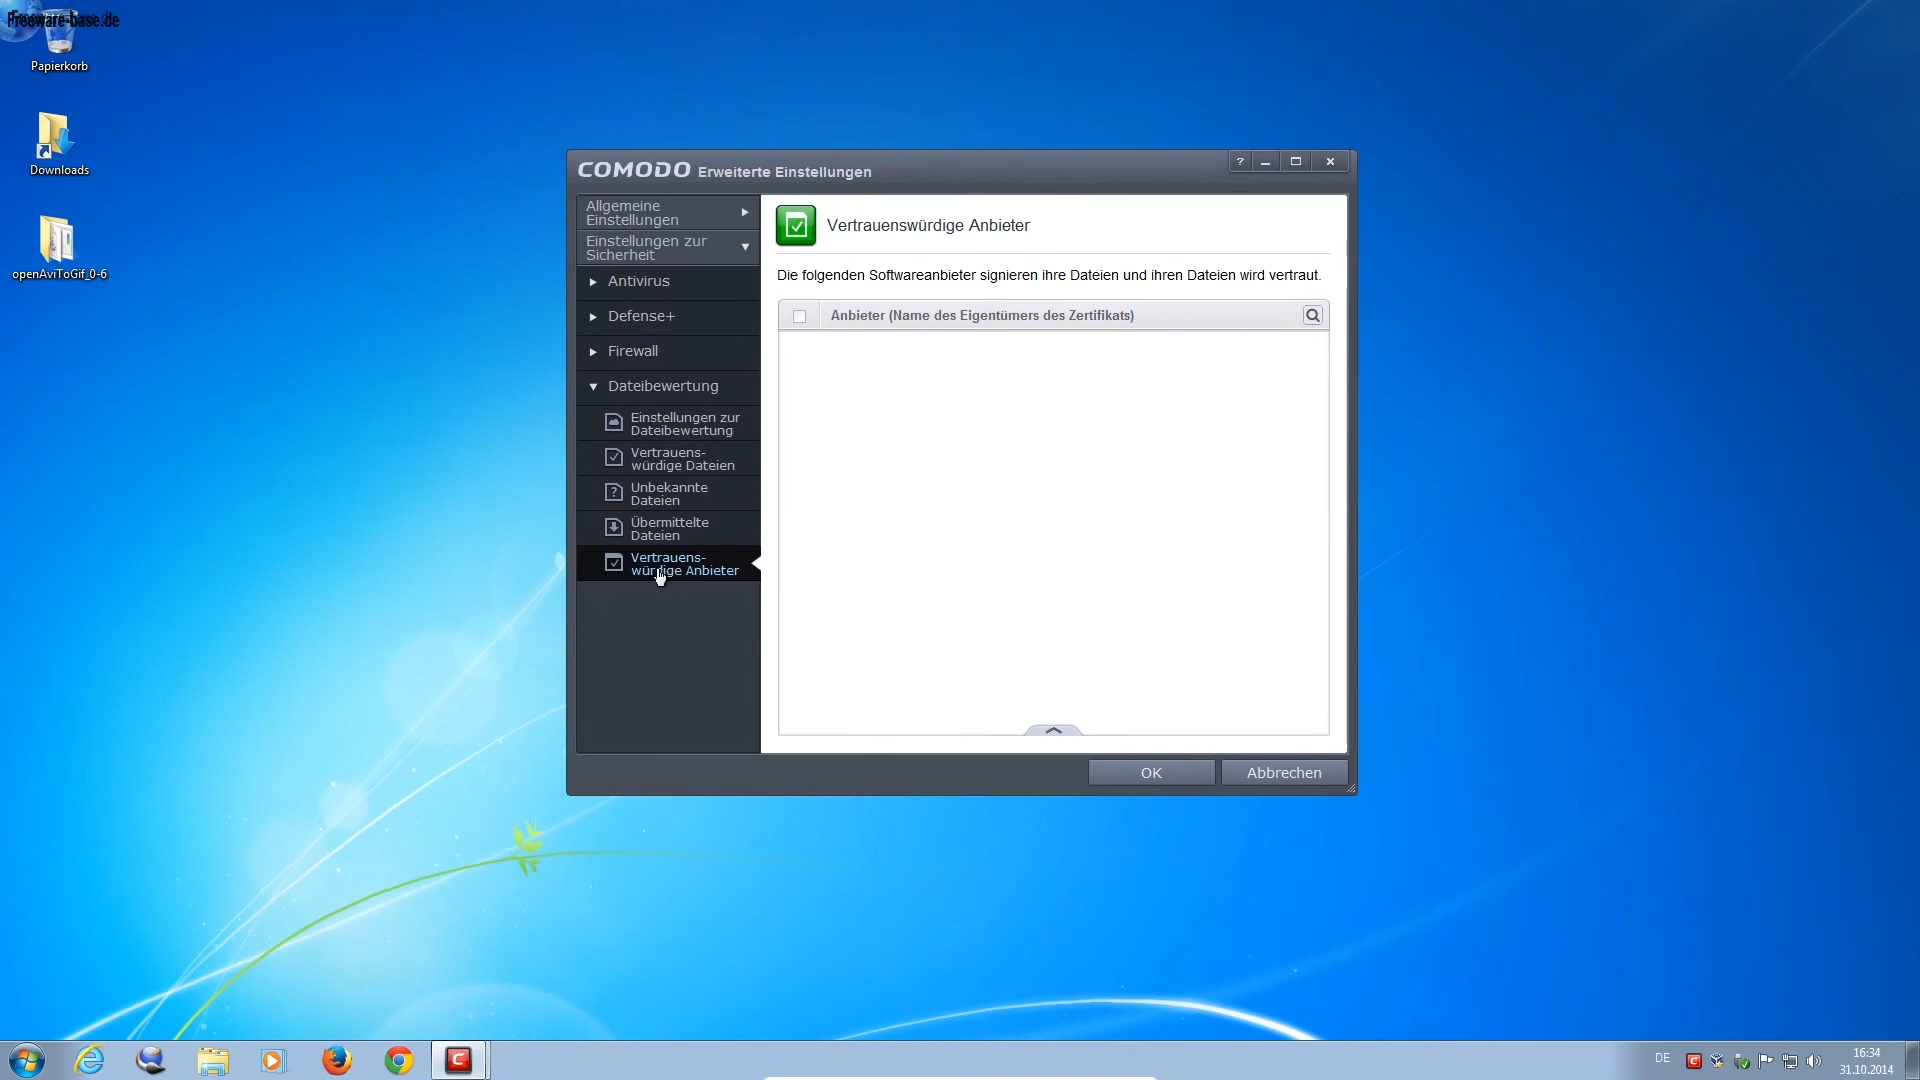 Freeware-base.de
Papierkorb
Downloads
openAviToGif_0-6
COMODO Erweiterte Einstellungen
?
Allgemeine
Einstellungen
Einstellungen zur
Sicherheit
Antivirus
Defense+
Firewall
Dateibewertung
Einstellungen zur
Dateibewertung
Vertrauens-
würdige Dateien
Unbekannte
Dateien
Übermittelte
Dateien
Vertrauens-
würdige Anbieter
Vertrauenswürdige Anbieter
Die folgenden Softwareanbieter signieren ihre Dateien und ihren Dateien wird vertraut.
Anbieter (Name des Eigentümers des Zertifikats)
OK
Abbrechen
DE
16:34
31.10.2014